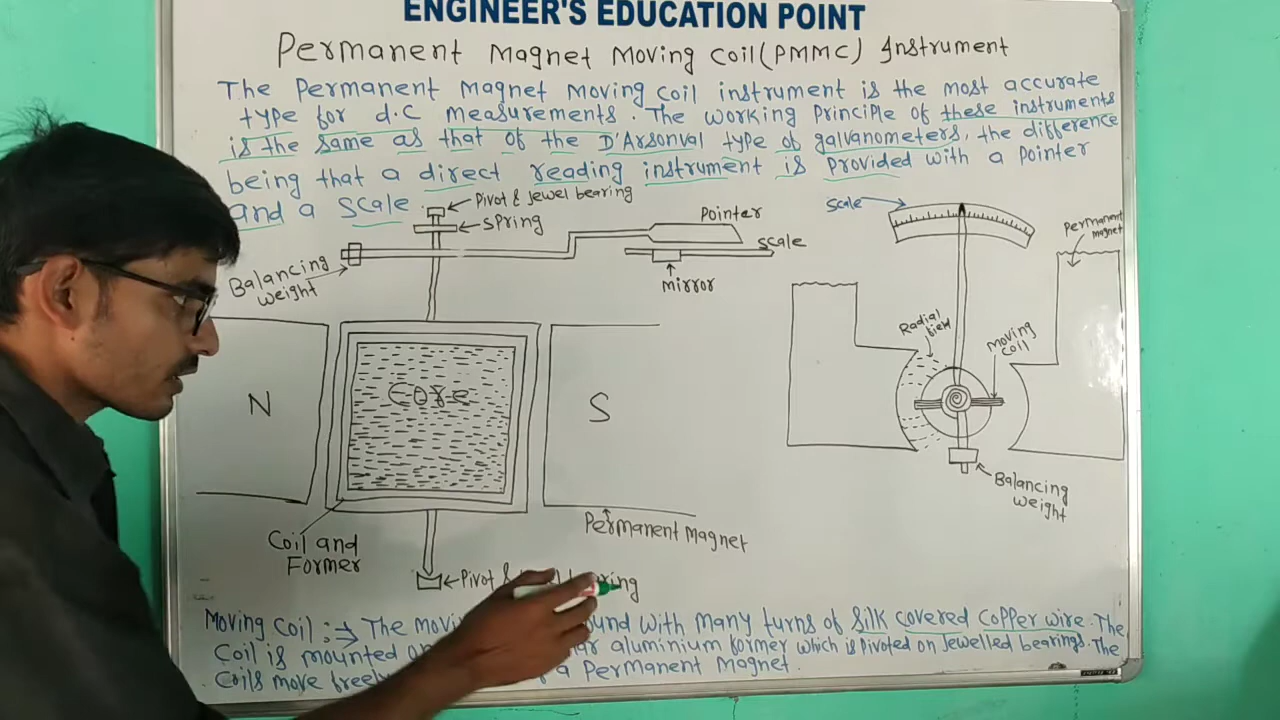 ENGINEER'S EDUCATION POINT
Permanent Magnet Moving Coil (PMMC) Instrument
The Permanent Magnet Moving coil instrument is the most accurate
type for d.c measurements. The working principle of these instruments
is the same as that of the D'Arsonval type of galvanometers, the difference
being that a direct reading instrument is provided with a pointer
and a scale.
Pivot & Jewel bearing
Spring
Pointer
Scale
Mirror
Balancing
weight
N
Core
S
Coil and
Former
Permanent Magnet
Pivot &
Scale
Permanent
magnet
Radial
field
Moving
coil
Balancing
weight
Moving Coil :⇒ The with many turns of silk covered copper wire. The
Coil is mounted aluminium former which is pivoted on jewelled bearings. The
Coils move a Permanent Magnet.